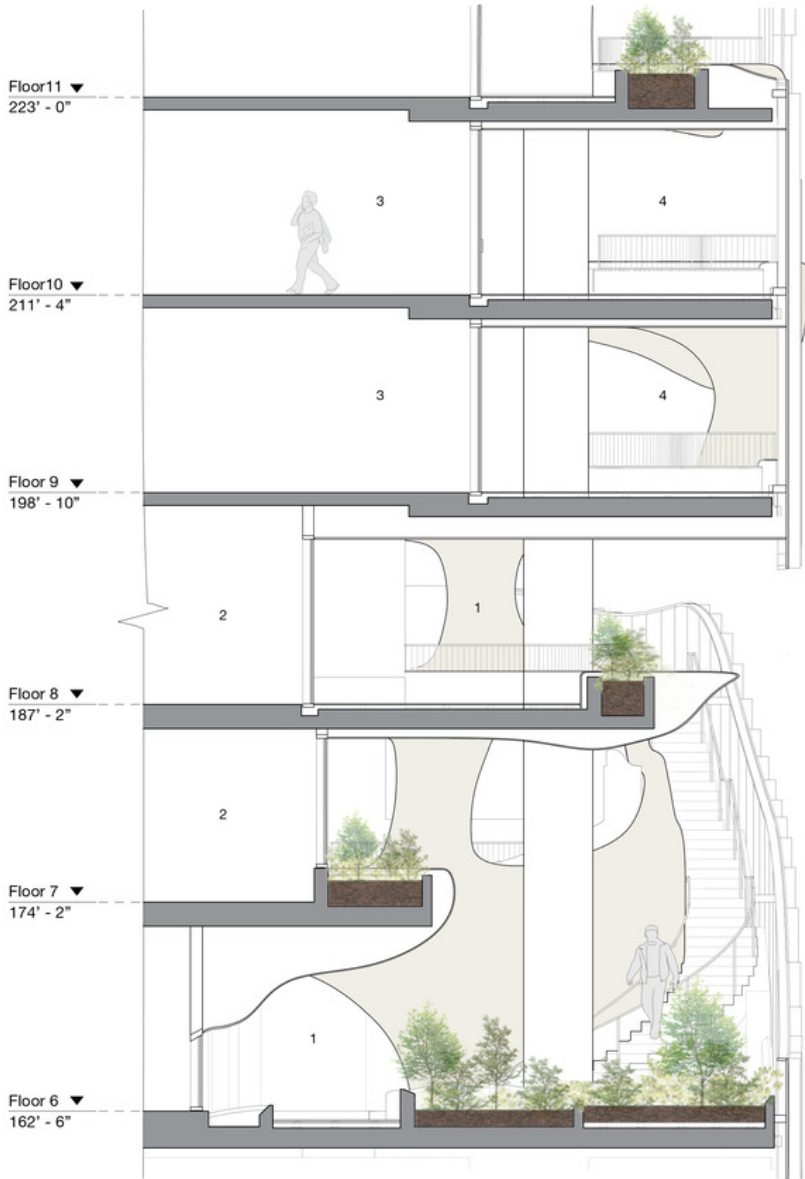 Floor11 ▼
223’ - 0”
3
4
Floor10 ▼
211’ - 4”
3
4
Floor 9 ▼
198’ - 10”
2
1
Floor 8 ▼
187’ - 2”
2
Floor 7 ▼
174’ - 2”
1
Floor 6 ▼
162’ - 6”